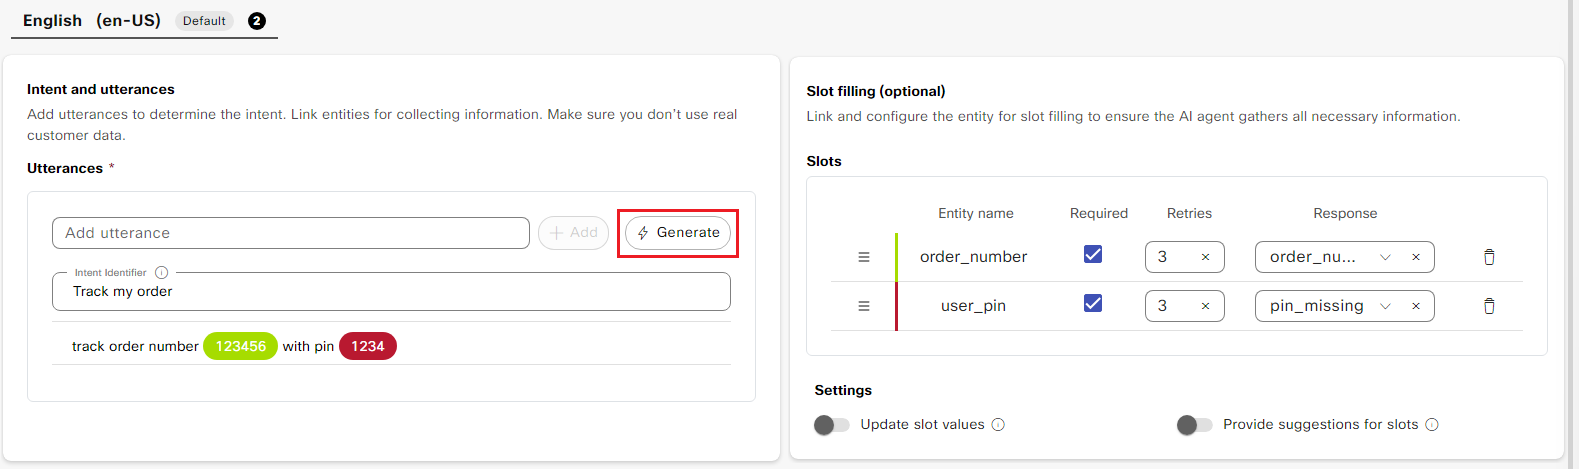 English (en-US) Default 2
Intent and utterances
Add utterances to determine the intent. Link entities for collecting information. Make sure you don't use real
customer data.
Utterances *
Add utterance
+ Add
Generate
Intent Identifier
Track my order
track order number 123456 with pin 1234
Slot filling (optional)
Link and configure the entity for slot filling to ensure the AI agent gathers all necessary information.
Slots
Entity name Required Retries Response
order_number 3 × order_nu... ×
user_pin 3 × pin_missing ×
Settings
Update slot values
Provide suggestions for slots